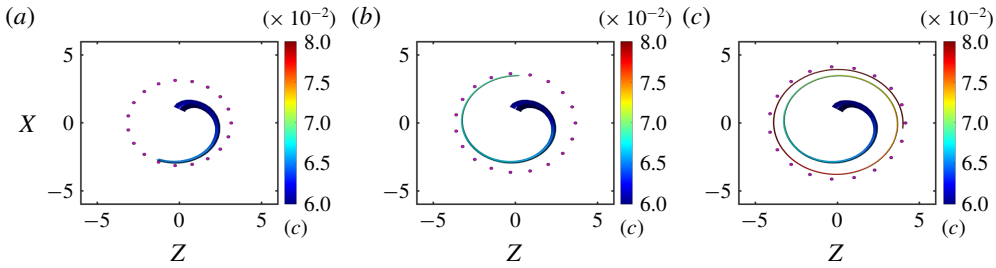 (a) (× 10⁻²) (b) (× 10⁻²) (c) (× 10⁻²)
5 8.0 5 8.0 5 8.0
7.5 7.5 7.5
X 0 7.0 0 7.0 0 7.0
6.5 6.5 6.5
−5 6.0 −5 6.0 −5 6.0
−5 0 5 (c) −5 0 5 (c) −5 0 5 (c)
Z Z Z